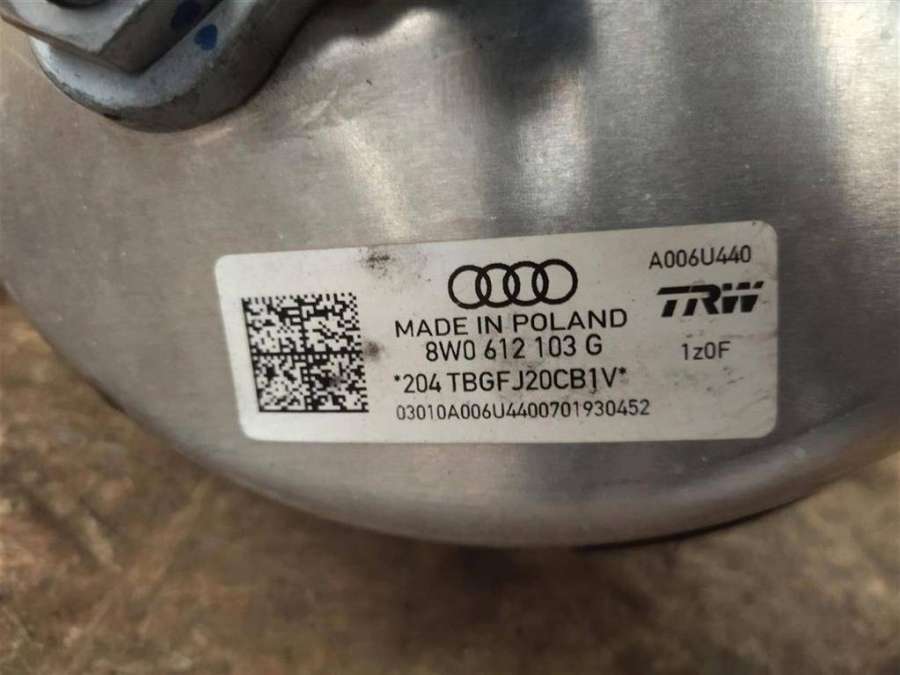 A006U440
TRW
MADE IN POLAND
8W0 612 103 G
1z0F
*204 TBGFJ20CB1V*
03010A006U4400701930452